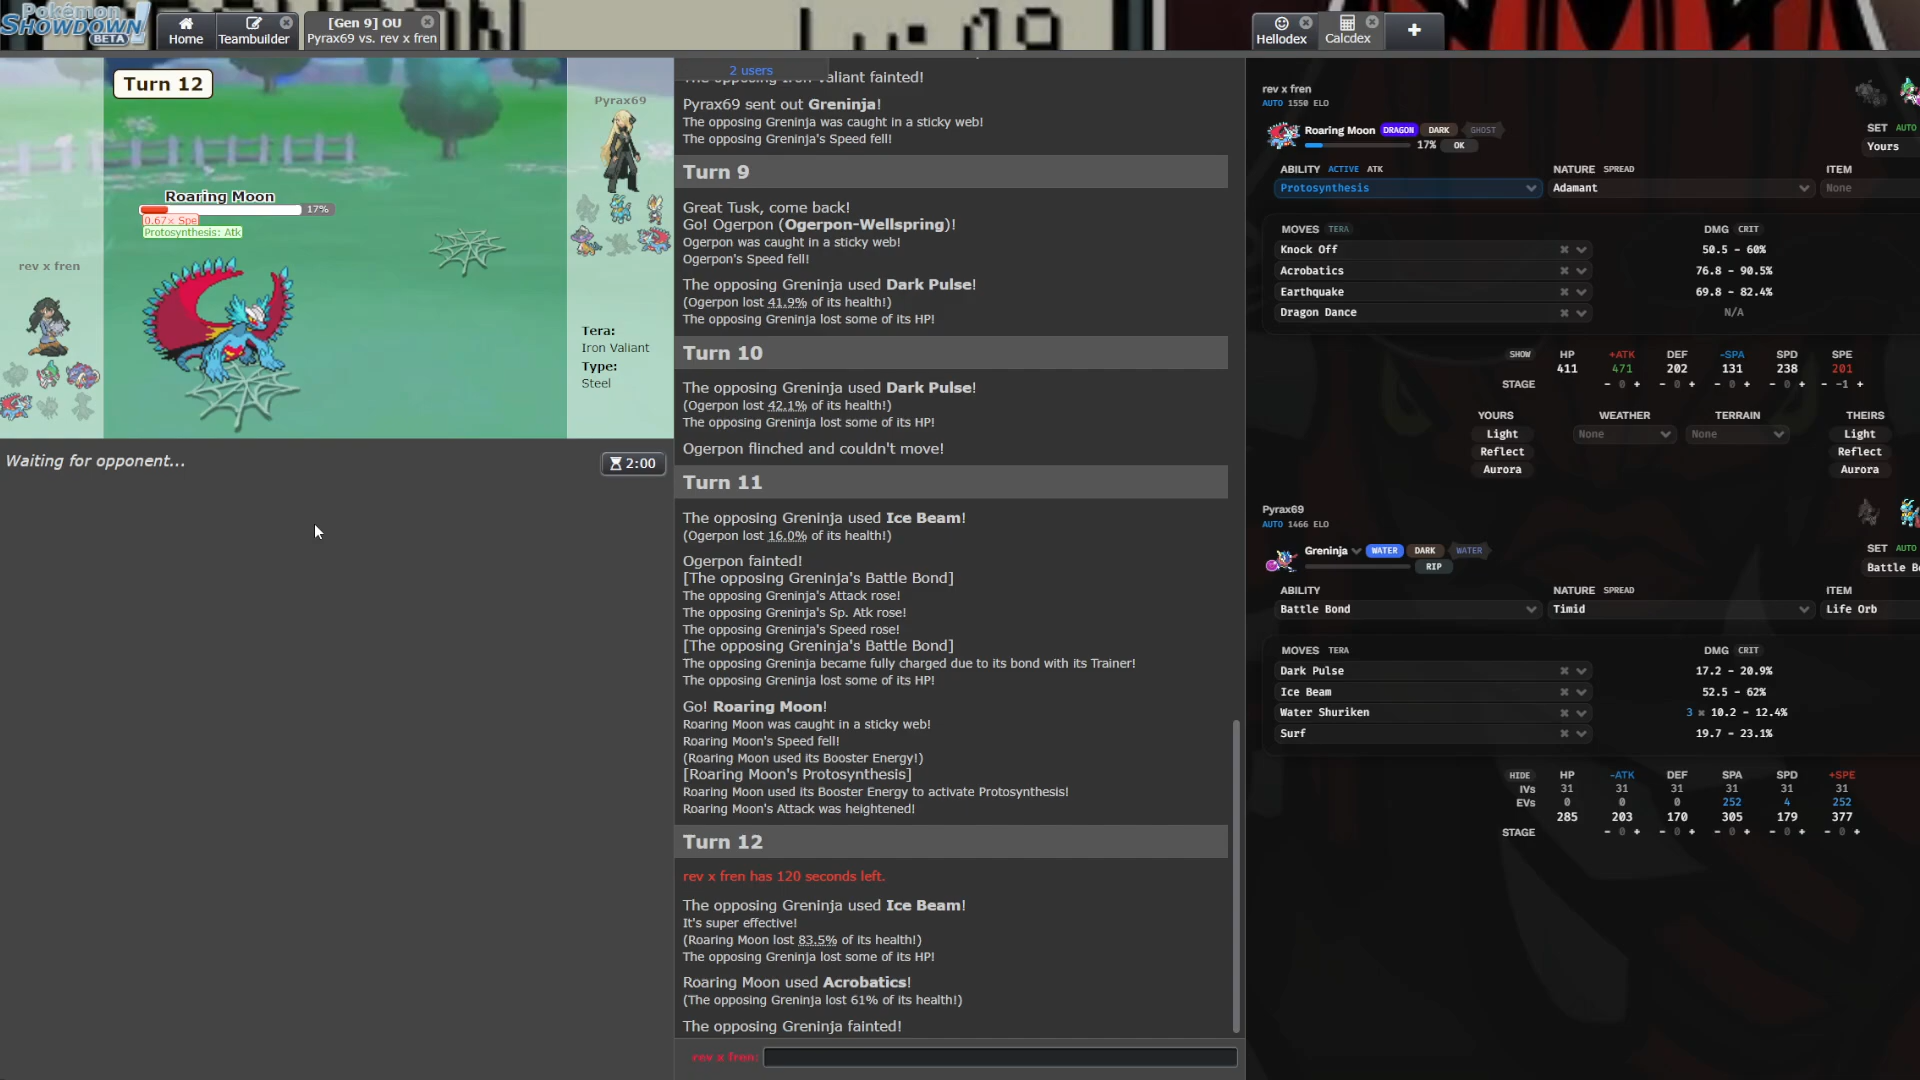 Pokémon
SHOWDOWN!
BETA
Home
Teambuilder
[Gen 9] OU
Pyrax69 vs. rev x fren
Hellodex
Calcdex
Turn 12
Pyrax69
Roaring Moon
17%
0.67× Spe
Protosynthesis: Atk
rev x fren
Tera:
Iron Valiant
Type:
Steel
Waiting for opponent...
2:00
2 users
Pyrax69 sent out Greninja!
The opposing Greninja was caught in a sticky web!
The opposing Greninja's Speed fell!
Turn 9
Great Tusk, come back!
Go! Ogerpon (Ogerpon-Wellspring)!
Ogerpon was caught in a sticky web!
Ogerpon's Speed fell!
The opposing Greninja used Dark Pulse!
(Ogerpon lost 41.9% of its health!)
The opposing Greninja lost some of its HP!
Turn 10
The opposing Greninja used Dark Pulse!
(Ogerpon lost 42.1% of its health!)
The opposing Greninja lost some of its HP!
Ogerpon flinched and couldn't move!
Turn 11
The opposing Greninja used Ice Beam!
(Ogerpon lost 16.0% of its health!)
Ogerpon fainted!
[The opposing Greninja's Battle Bond]
The opposing Greninja's Attack rose!
The opposing Greninja's Sp. Atk rose!
The opposing Greninja's Speed rose!
[The opposing Greninja's Battle Bond]
The opposing Greninja became fully charged due to its bond with its Trainer!
The opposing Greninja lost some of its HP!
Go! Roaring Moon!
Roaring Moon was caught in a sticky web!
Roaring Moon's Speed fell!
(Roaring Moon used its Booster Energy!)
[Roaring Moon's Protosynthesis]
Roaring Moon used its Booster Energy to activate Protosynthesis!
Roaring Moon's Attack was heightened!
Turn 12
rev x fren has 120 seconds left.
The opposing Greninja used Ice Beam!
It's super effective!
(Roaring Moon lost 83.5% of its health!)
The opposing Greninja lost some of its HP!
Roaring Moon used Acrobatics!
(The opposing Greninja lost 61% of its health!)
The opposing Greninja fainted!
rev x fren:
rev x fren
AUTO 1550 ELO
Roaring Moon DRAGON DARK GHOST
17% OK
SET AUTO
Yours
ABILITY ACTIVE ATK NATURE SPREAD ITEM
Protosynthesis Adamant None
MOVES TERA DMG CRIT
Knock Off 50.5 - 60%
Acrobatics 76.8 - 90.5%
Earthquake 69.8 - 82.4%
Dragon Dance N/A
SHOW HP +ATK DEF -SPA SPD SPE
411 471 202 131 238 201
STAGE - 0 + - 0 + - 0 + - 0 + - -1 +
YOURS WEATHER TERRAIN THEIRS
Light None None Light
Reflect Reflect
Aurora Aurora
Pyrax69
AUTO 1466 ELO
Greninja WATER DARK WATER
RIP
SET AUTO
Battle Bo
ABILITY NATURE SPREAD ITEM
Battle Bond Timid Life Orb
MOVES TERA DMG CRIT
Dark Pulse 17.2 - 20.9%
Ice Beam 52.5 - 62%
Water Shuriken 3 × 10.2 - 12.4%
Surf 19.7 - 23.1%
HIDE HP -ATK DEF SPA SPD +SPE
IVs 31 31 31 31 31 31
EVs 0 0 0 252 4 252
285 203 170 305 179 377
STAGE - 0 + - 0 + - 0 + - 0 + - 0 +